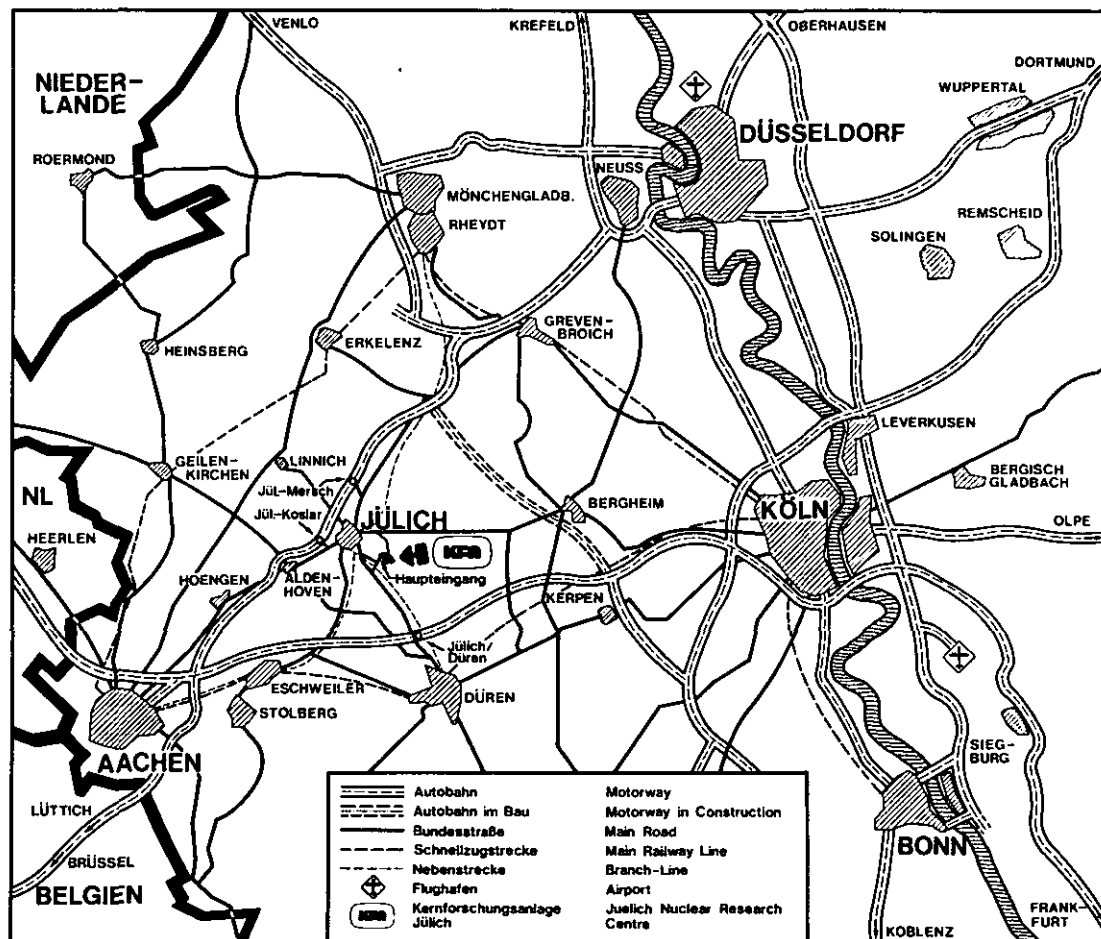 VENLO
KREFELD
OBERHAUSEN
DORTMUND
NIEDER-
LANDE
WUPPERTAL
DÜSSELDORF
ROERMOND
NEUSS
MÖNCHENGLADB.
RHEYDT
REMSCHEID
SOLINGEN
GREVEN-
BROICH
ERKELENZ
HEINSBERG
LEVERKUSEN
GEILEN-
KIRCHEN
LINNICH
BERGISCH
GLADBACH
NL
Jül.-Mersch
BERGHEIM
KÖLN
JÜLICH
Jül.-Koslar
OLPE
HEERLEN
KFA
Haupteingang
HOENGEN
ALDEN-
HOVEN
KERPEN
Jülich/
Düren
ESCHWEILER
DÜREN
STOLBERG
SIEG-
BURG
AACHEN
LÜTTICH
BONN
BRÜSSEL
BELGIEN
KOBLENZ
FRANK-
FURT
Autobahn Motorway
Autobahn im Bau Motorway in Construction
Bundesstraße Main Road
Schnellzugstrecke Main Railway Line
Nebenstrecke Branch-Line
Flughafen Airport
KFA Kernforschungsanlage Juelich Nuclear Research
Jülich Centre